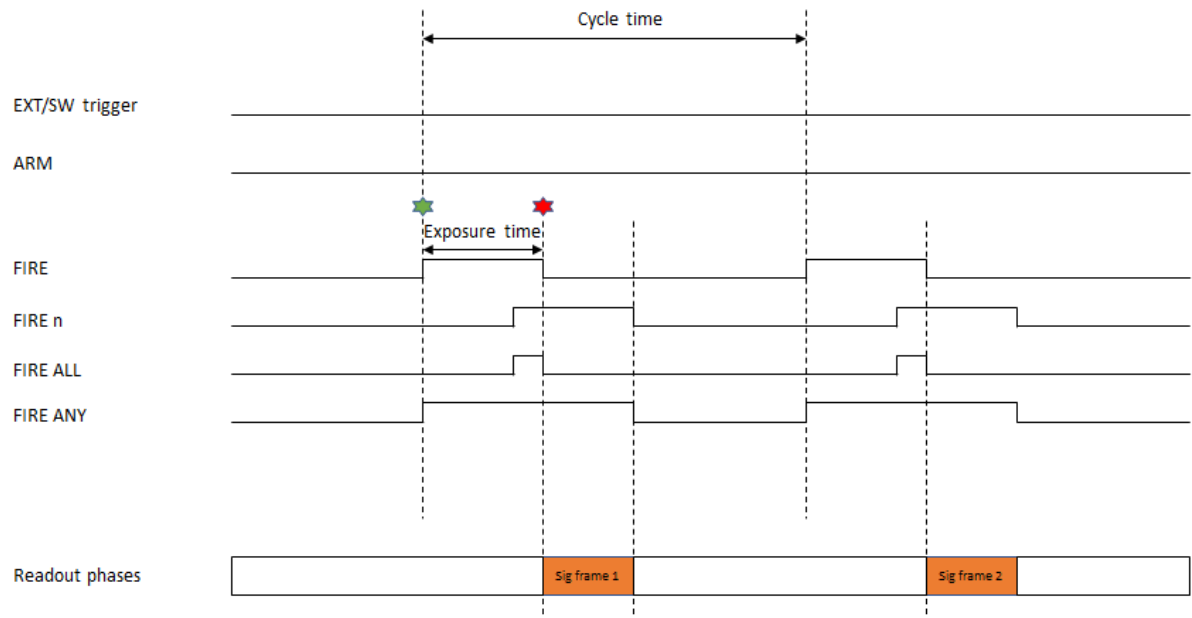 Cycle time
EXT/SW trigger
ARM
Exposure time
FIRE
FIRE n
FIRE ALL
FIRE ANY
Readout phases
Sig frame 1
Sig frame 2